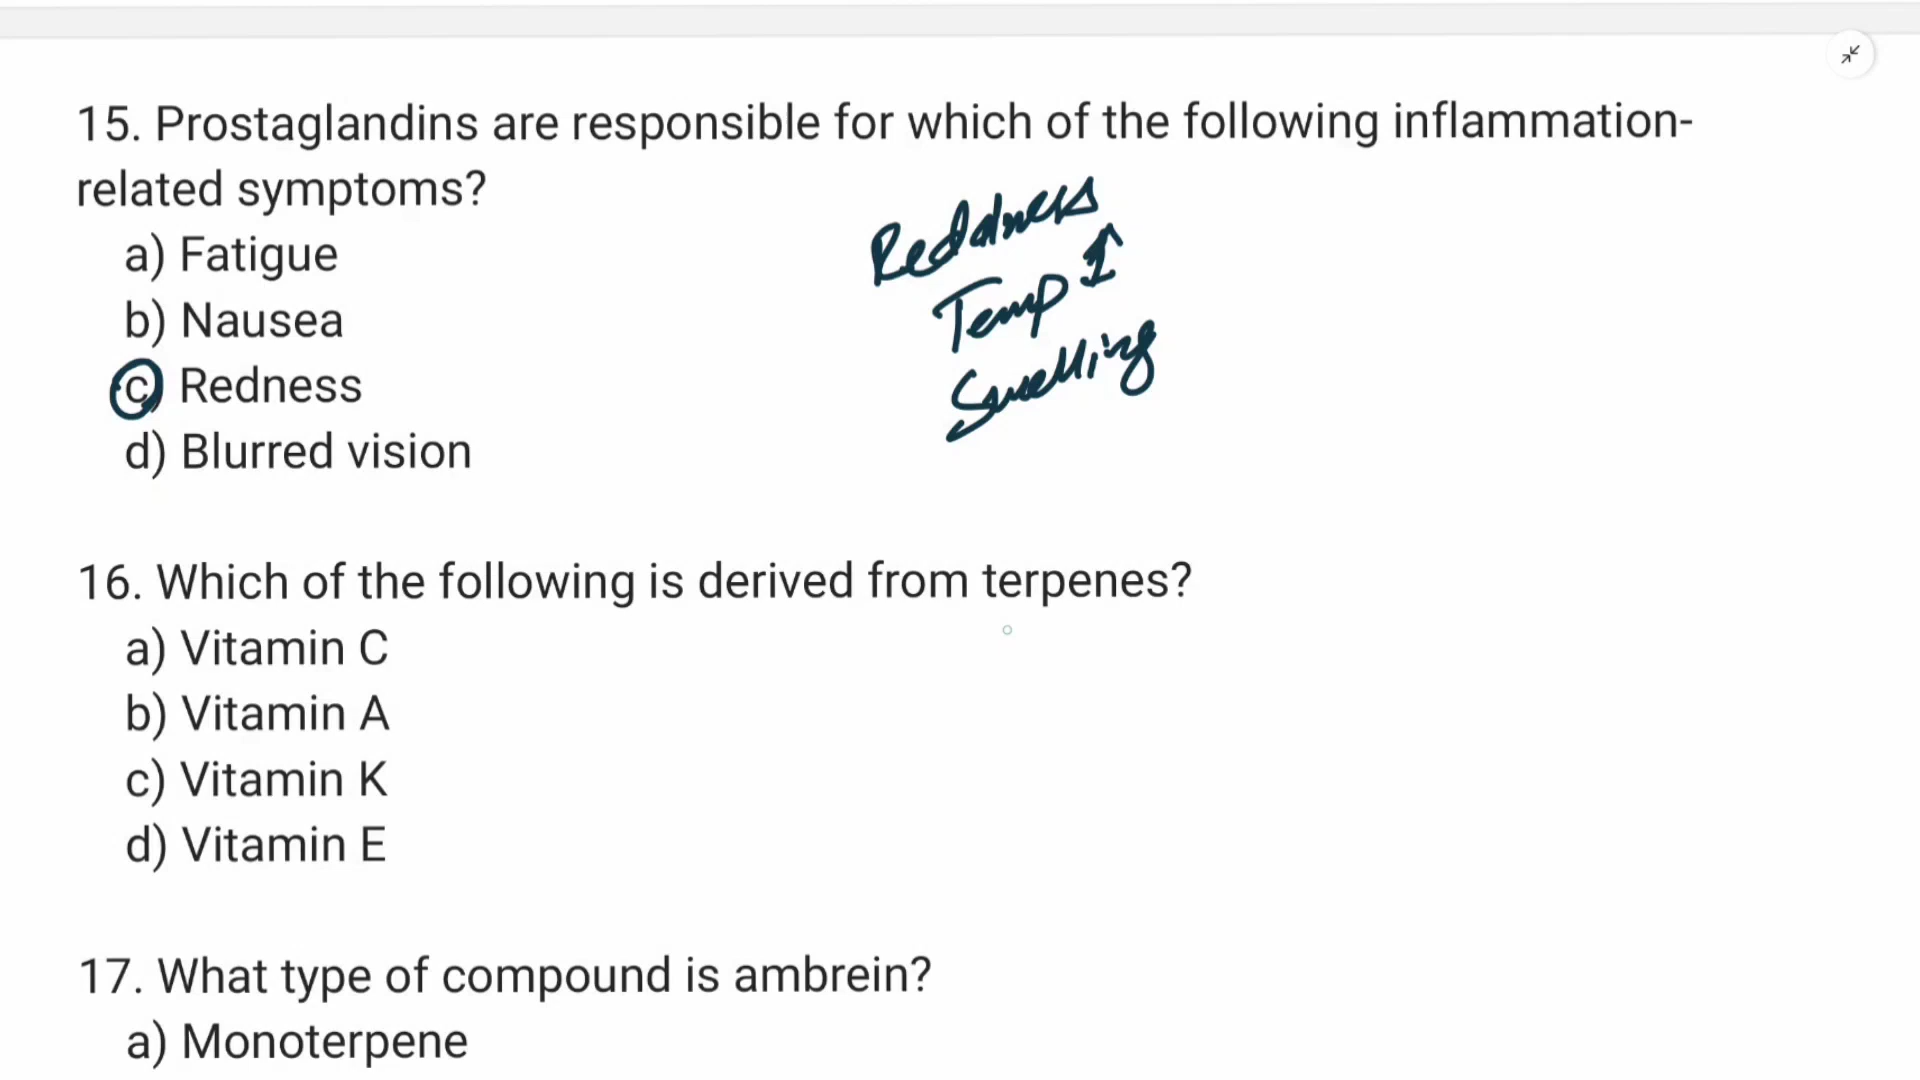 15. Prostaglandins are responsible for which of the following inflammation-
related symptoms?
a) Fatigue
b) Nausea
c) Redness
d) Blurred vision
Reddness
Temp ↑
Swelling
16. Which of the following is derived from terpenes?
a) Vitamin C
b) Vitamin A
c) Vitamin K
d) Vitamin E
17. What type of compound is ambrein?
a) Monoterpene